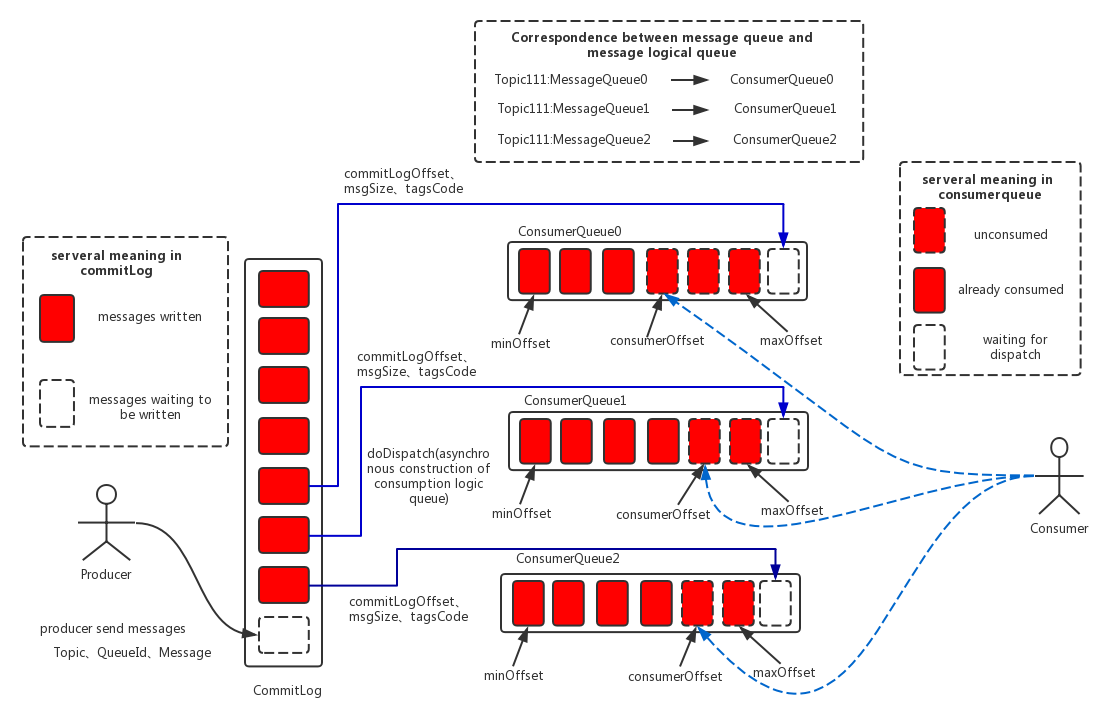 Correspondence between message queue and
message logical queue
Topic111:MessageQueue0
ConsumerQueue0
Topic111:MessageQueue1
ConsumerQueue1
Topic111:MessageQueue2
ConsumerQueue2
serveral meaning in
consumerqueue
unconsumed
already consumed
waiting for
dispatch
serveral meaning in
commitLog
messages written
messages waiting to
be written
commitLogOffset、
msgSize、tagsCode
ConsumerQueue0
minOffset
consumerOffset
maxOffset
commitLogOffset、
msgSize、tagsCode
ConsumerQueue1
doDispatch(asynchro
nous construction of
consumption logic
queue)
minOffset
consumerOffset
maxOffset
ConsumerQueue2
commitLogOffset、
msgSize、tagsCode
minOffset
consumerOffset
maxOffset
Producer
producer send messages
Topic、QueueId、Message
CommitLog
Consumer